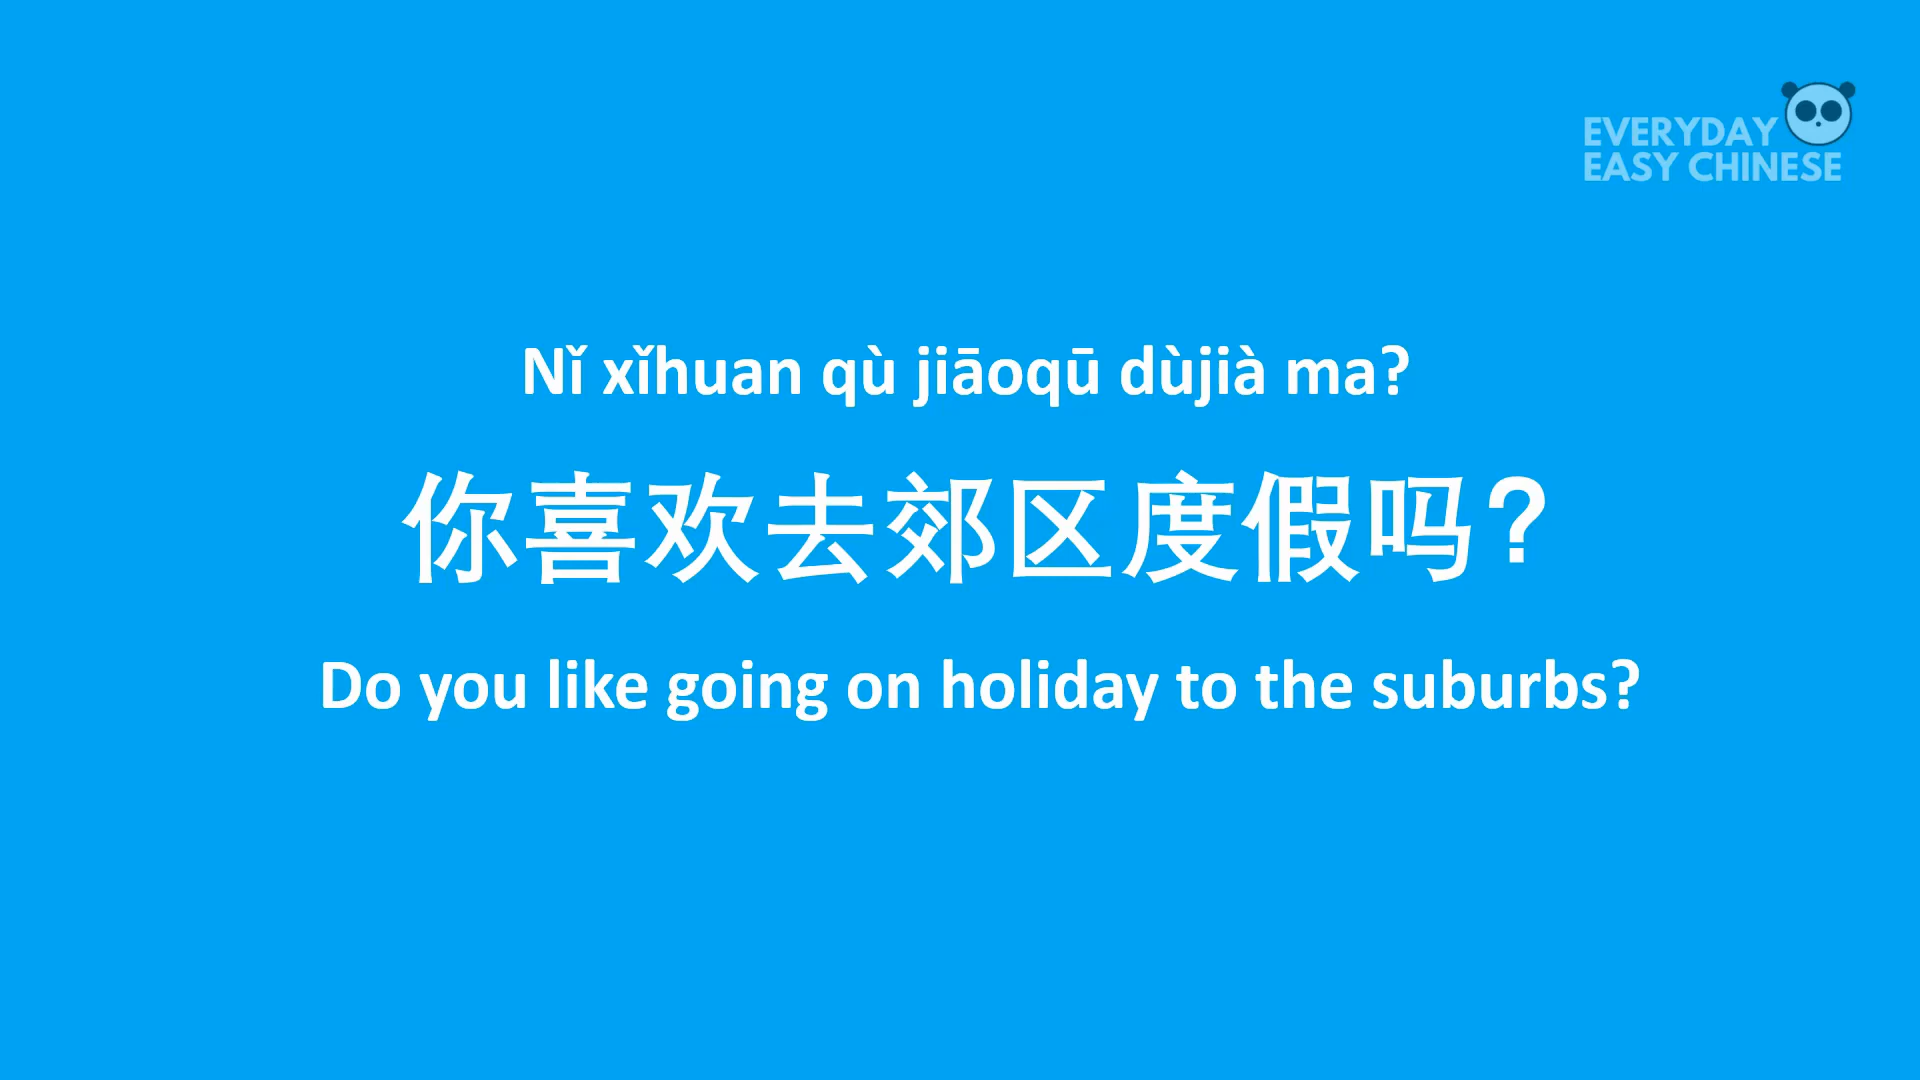 EVERYDAY
EASY CHINESE
Nǐ xǐhuan qù jiāoqū dùjià ma?
你喜欢去郊区度假吗?
Do you like going on holiday to the suburbs?